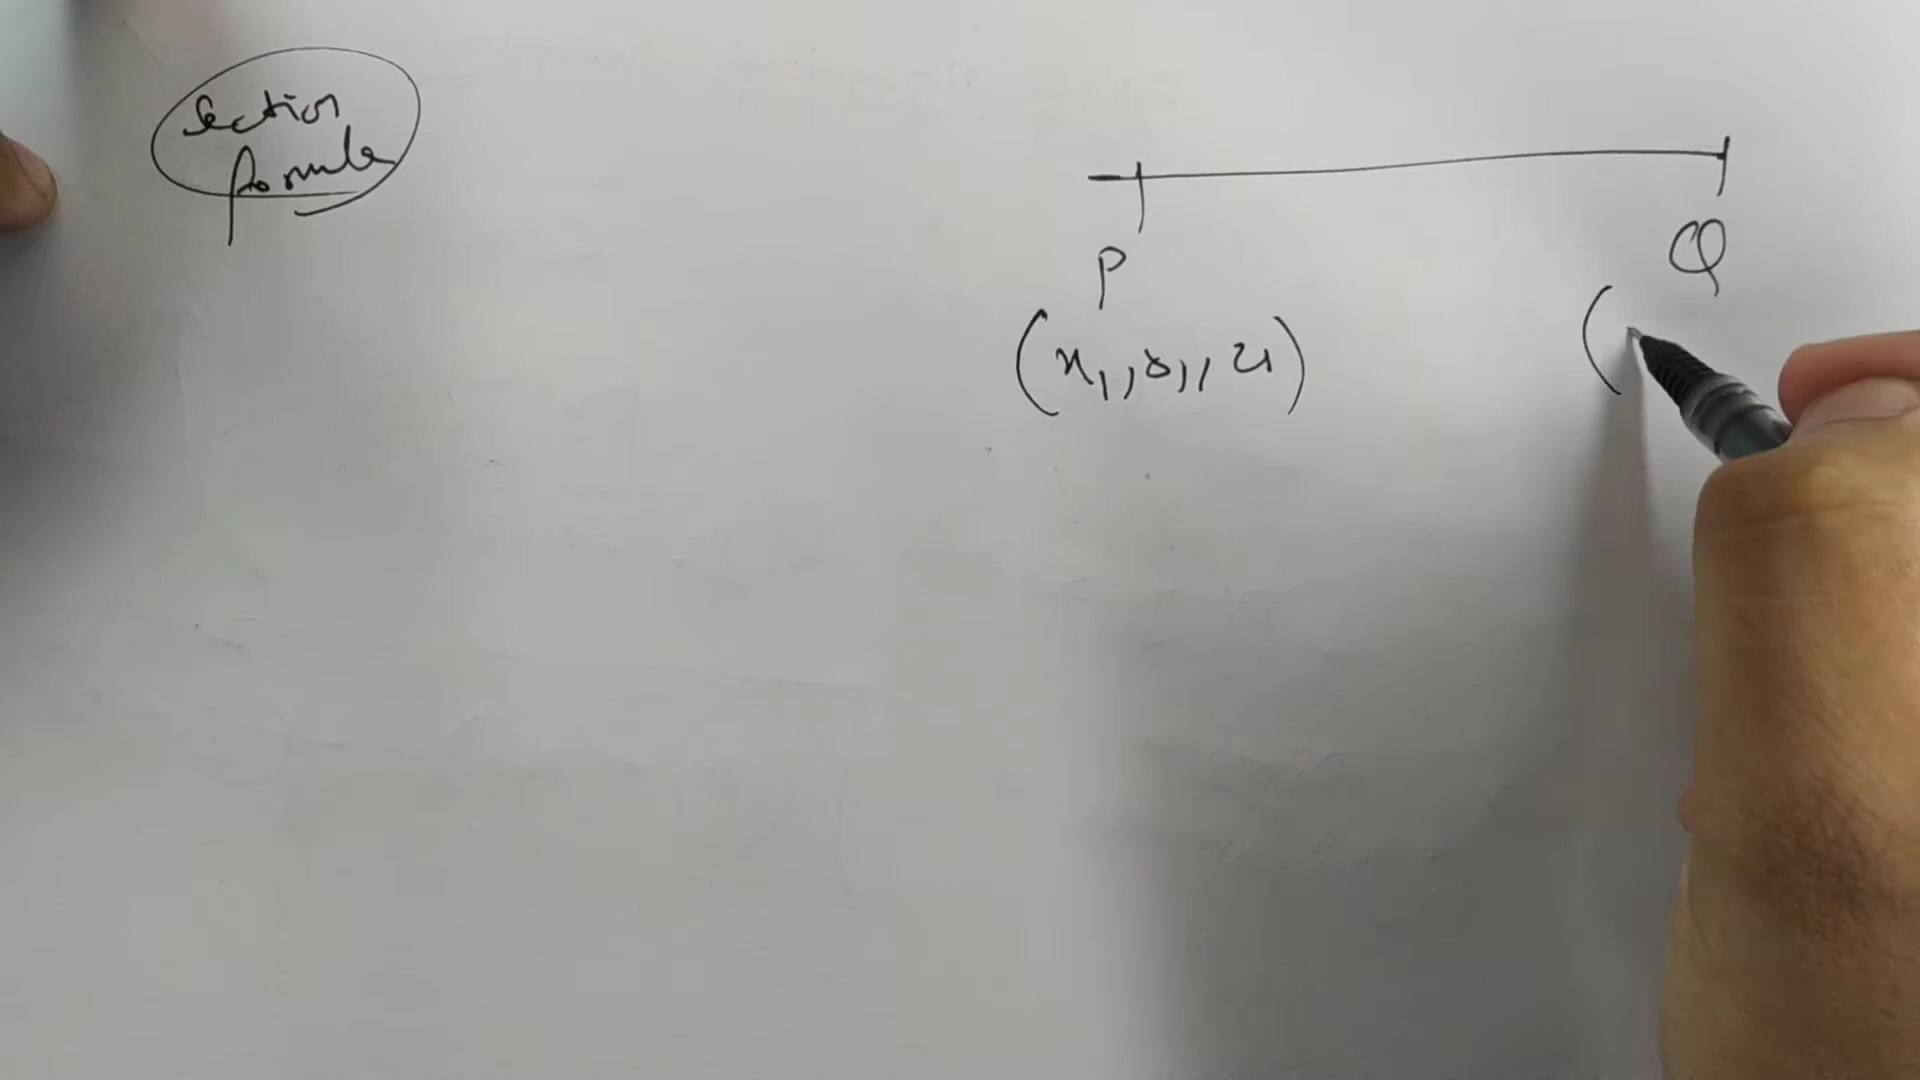 Section
formula
P
Q
(x₁, y₁, z₁)
(